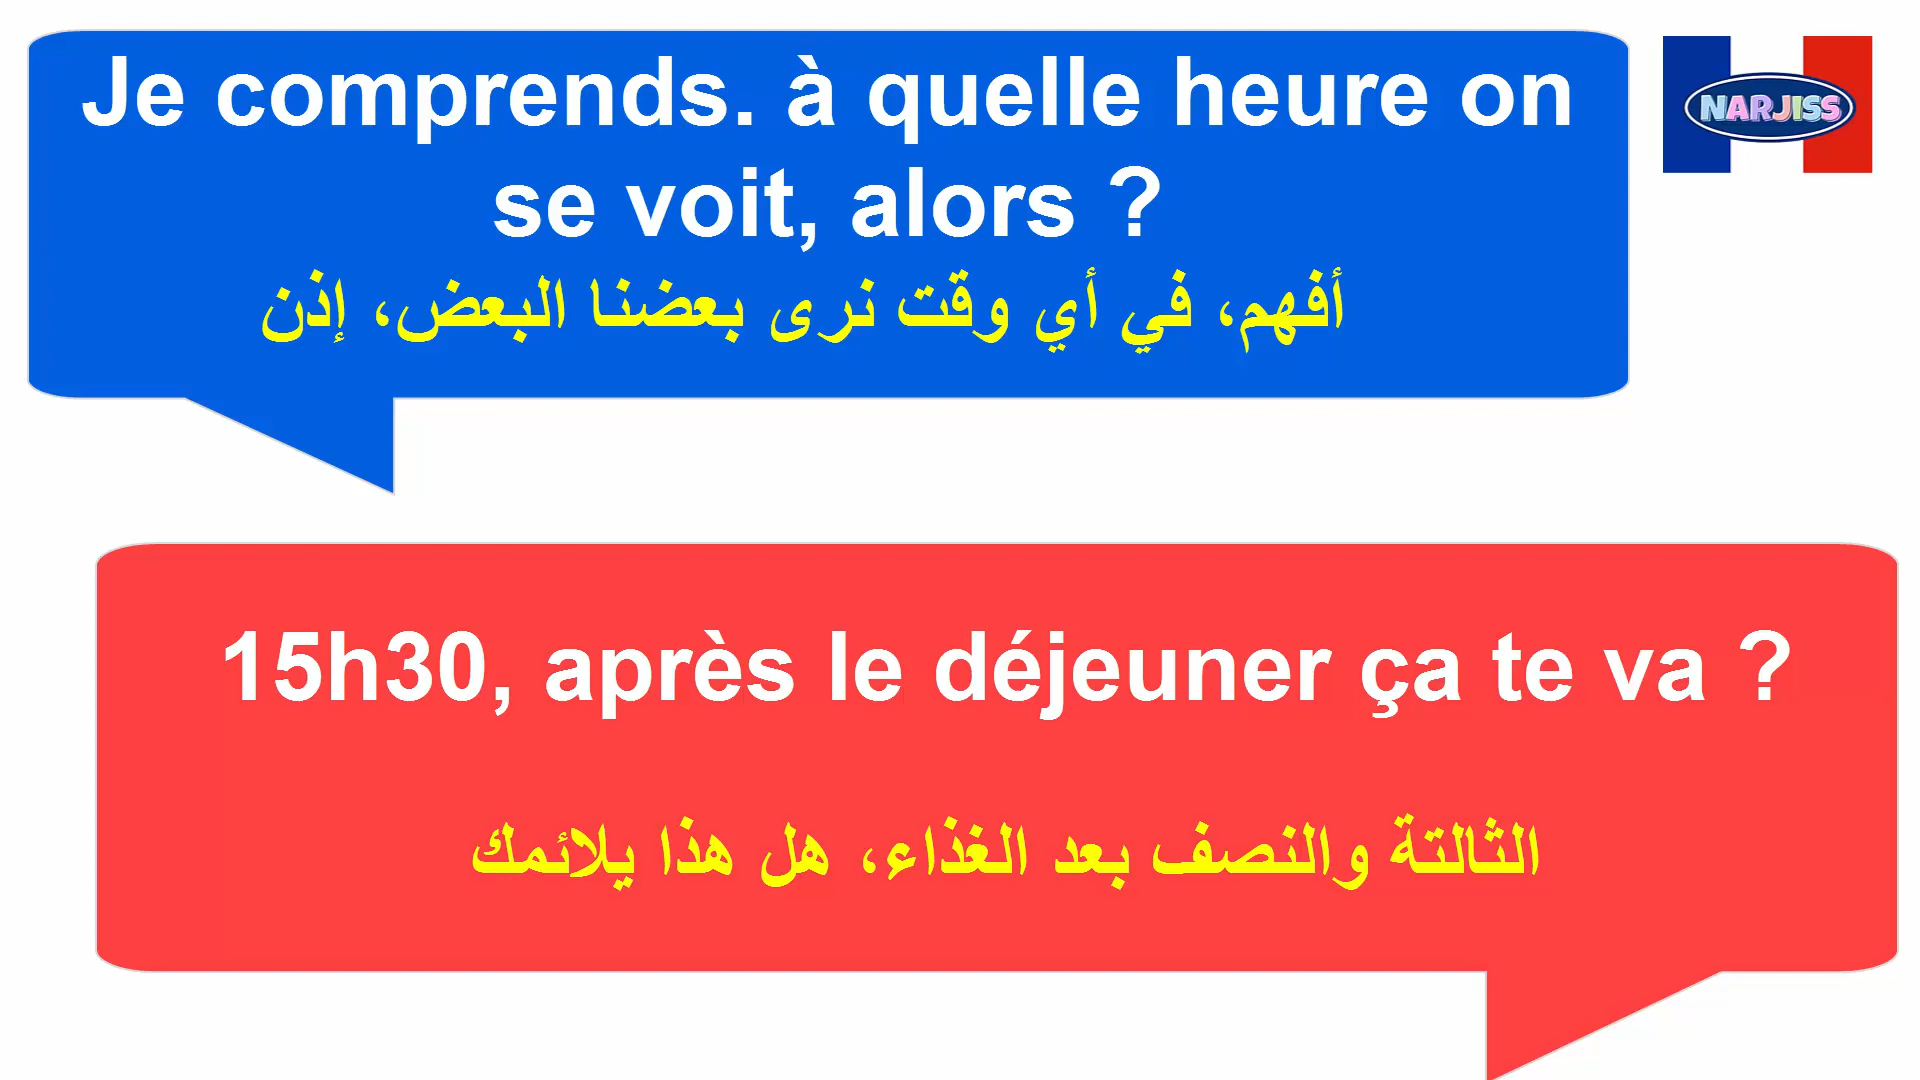 Je comprends. à quelle heure on
se voit, alors ?
أفهم، في أي وقت نرى بعضنا البعض، إذن
NARJISS
15h30, après le déjeuner ça te va ?
الثالتة والنصف بعد الغذاء، هل هذا يلائمك